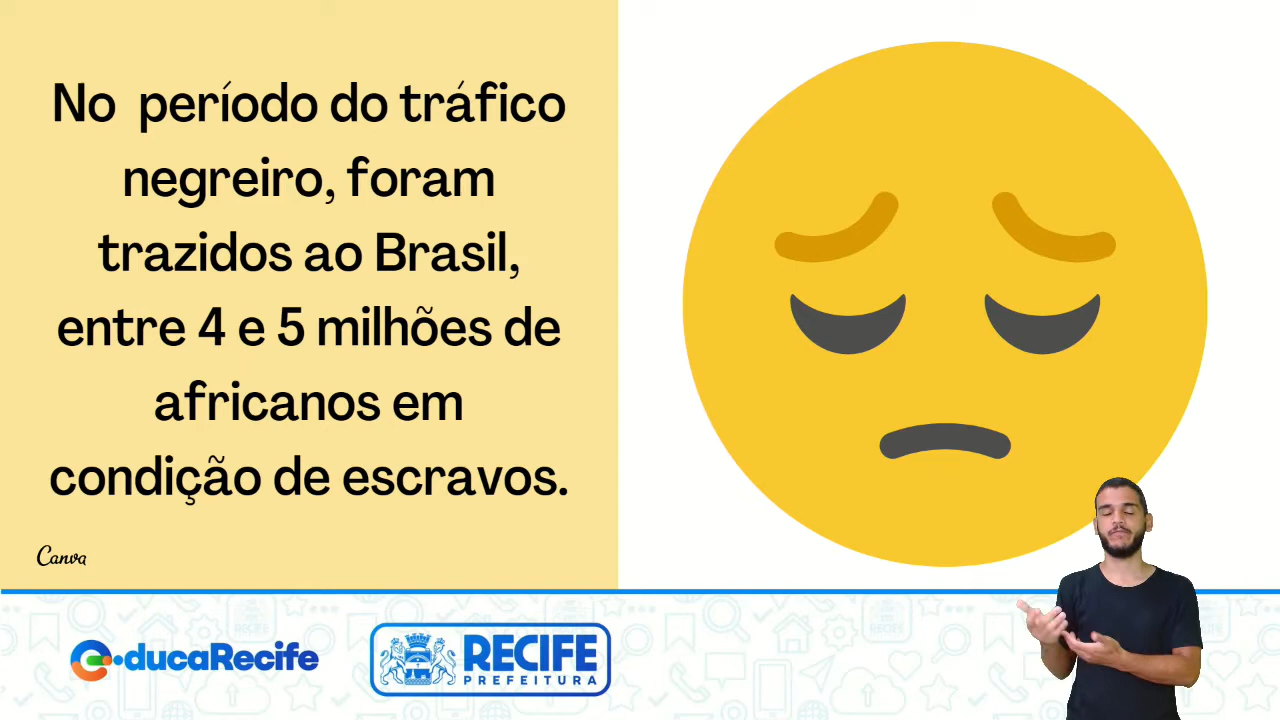 No período do tráfico
negreiro, foram
trazidos ao Brasil,
entre 4 e 5 milhões de
africanos em
condição de escravos.
Canva
EducaRecife
RECIFE
PREFEITURA